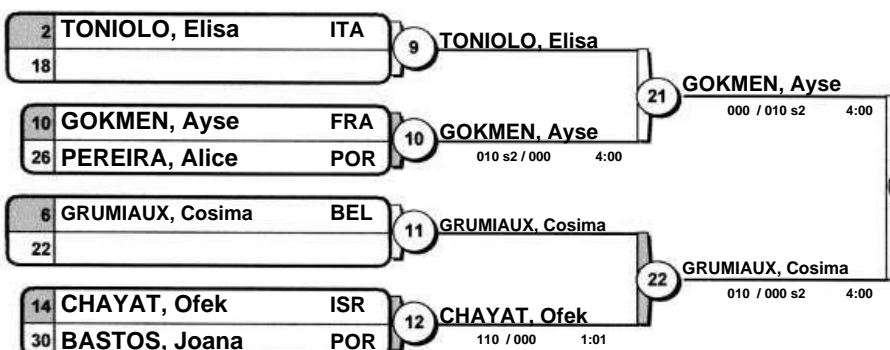 2 TONIOLO, Elisa ITA
18
9 TONIOLO, Elisa
10 GOKMEN, Ayse FRA
26 PEREIRA, Alice POR
10 GOKMEN, Ayse
010 s2 / 000 4:00
21 GOKMEN, Ayse
000 / 010 s2 4:00
6 GRUMIAUX, Cosima BEL
22
11 GRUMIAUX, Cosima
14 CHAYAT, Ofek ISR
30 BASTOS, Joana POR
12 CHAYAT, Ofek
110 / 000 1:01
22 GRUMIAUX, Cosima
010 / 000 s2 4:00